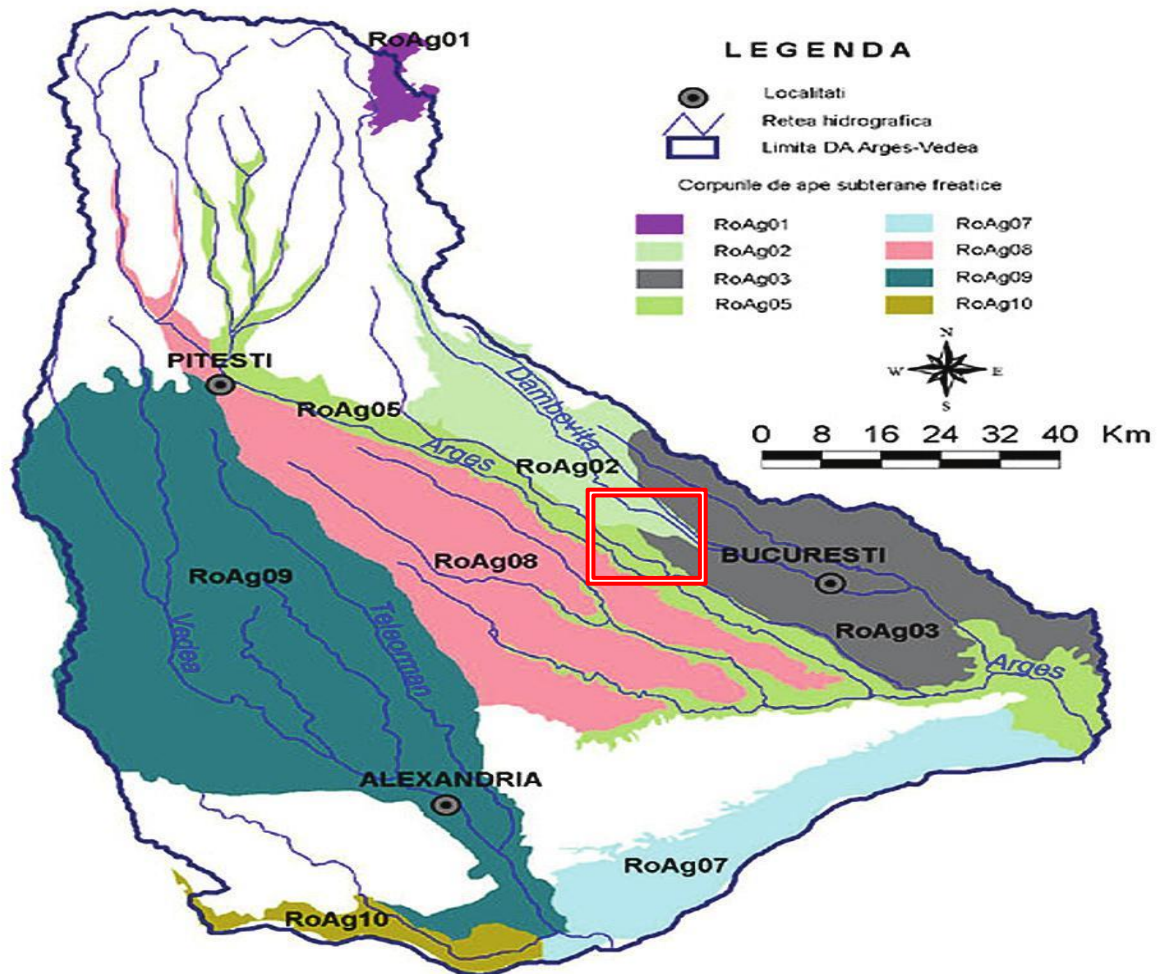 RoAg01
LEGENDA
Localitati
Retea hidrografica
Limita DA Arges-Vedea
Corpurile de ape subterane freatice
RoAg01
RoAg07
RoAg02
RoAg08
RoAg03
RoAg09
RoAg05
RoAg10
N
W
E
S
0 8 16 24 32 40 Km
PITESTI
RoAg05
Dambovita
Arges
RoAg02
BUCURESTI
RoAg08
RoAg09
RoAg03
Vedea
Teleorman
Arges
ALEXANDRIA
RoAg07
RoAg10